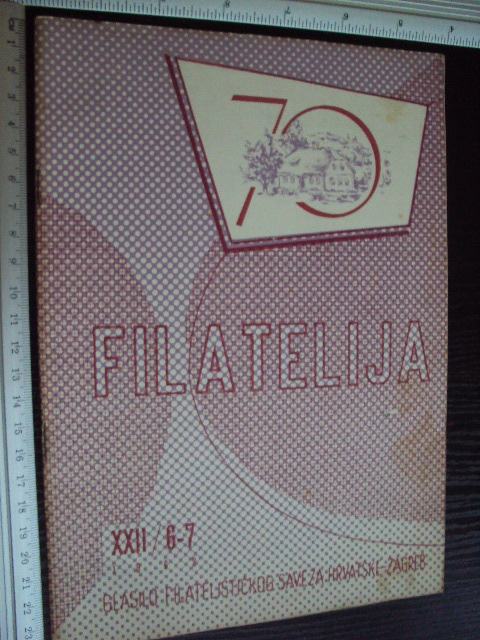 70
FILATELIJA
XXII/6-7
GLASILO FILATELISTIČKOG SAVEZA HRVATSKE, ZAGREB